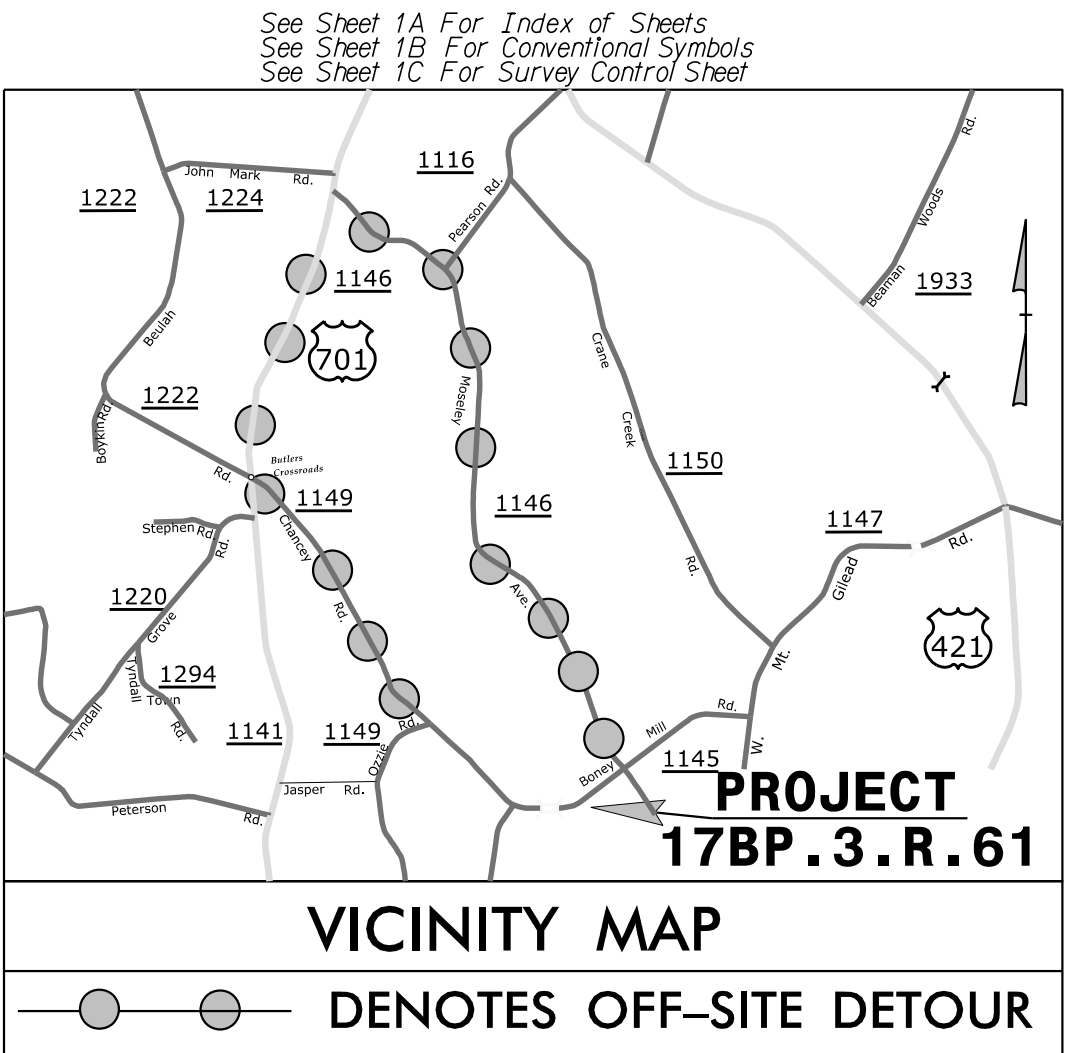 See Sheet 1A For Index of Sheets
See Sheet 1B For Conventional Symbols
See Sheet 1C For Survey Control Sheet
John Mark Rd.
1116
1222
1224
Pearson Rd.
Beaman Woods Rd.
1146
1933
Beulah
701
Moseley
Crane
1222
Boykin Rd.
Creek
Butlers
Crossroads
Rd.
1150
1149
1146
Stephen Rd.
Chancey
1147
Rd.
Rd.
Rd.
Gilead
1220
Ave.
Rd.
Grove
421
Mt.
Tyndall
1294
Town
Rd.
Tyndall
1141
1149
Rd.
Rd.
Mill
W.
Ozzie
1145
Boney
Jasper Rd.
PROJECT
Peterson
Rd.
17BP.3.R.61
VICINITY MAP
DENOTES OFF–SITE DETOUR